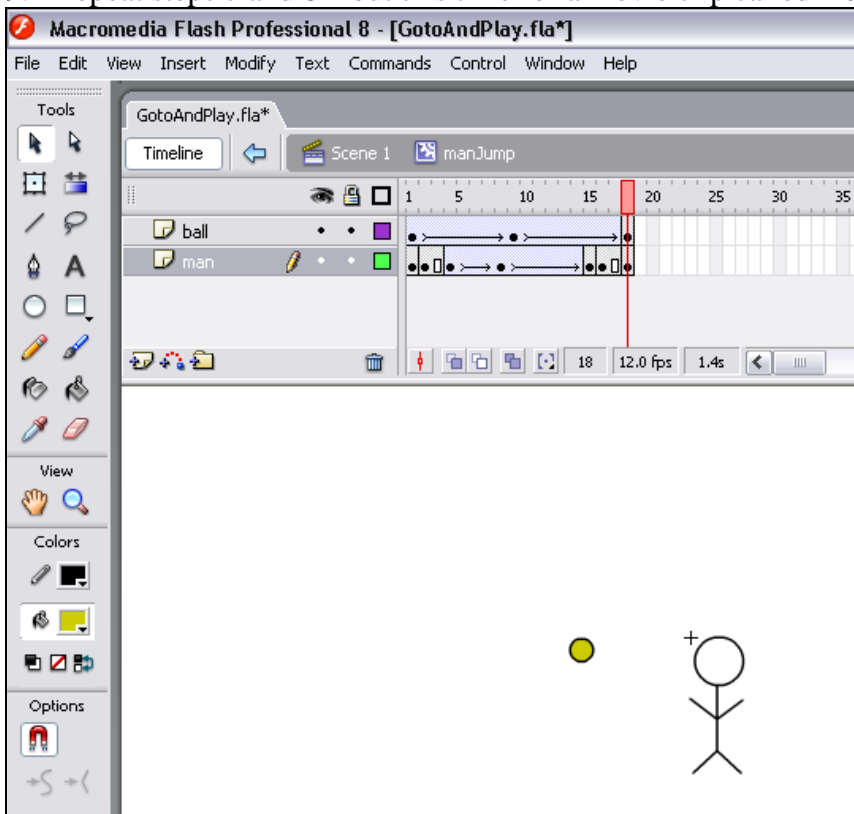 Macromedia Flash Professional 8 - [GotoAndPlay.fla*]
File Edit View Insert Modify Text Commands Control Window Help
Tools
GotoAndPlay.fla*
Timeline Scene 1 manJump
1 5 10 15 20 25 30 35
ball
man
18 12.0 fps 1.4s
A
View
Colors
Options